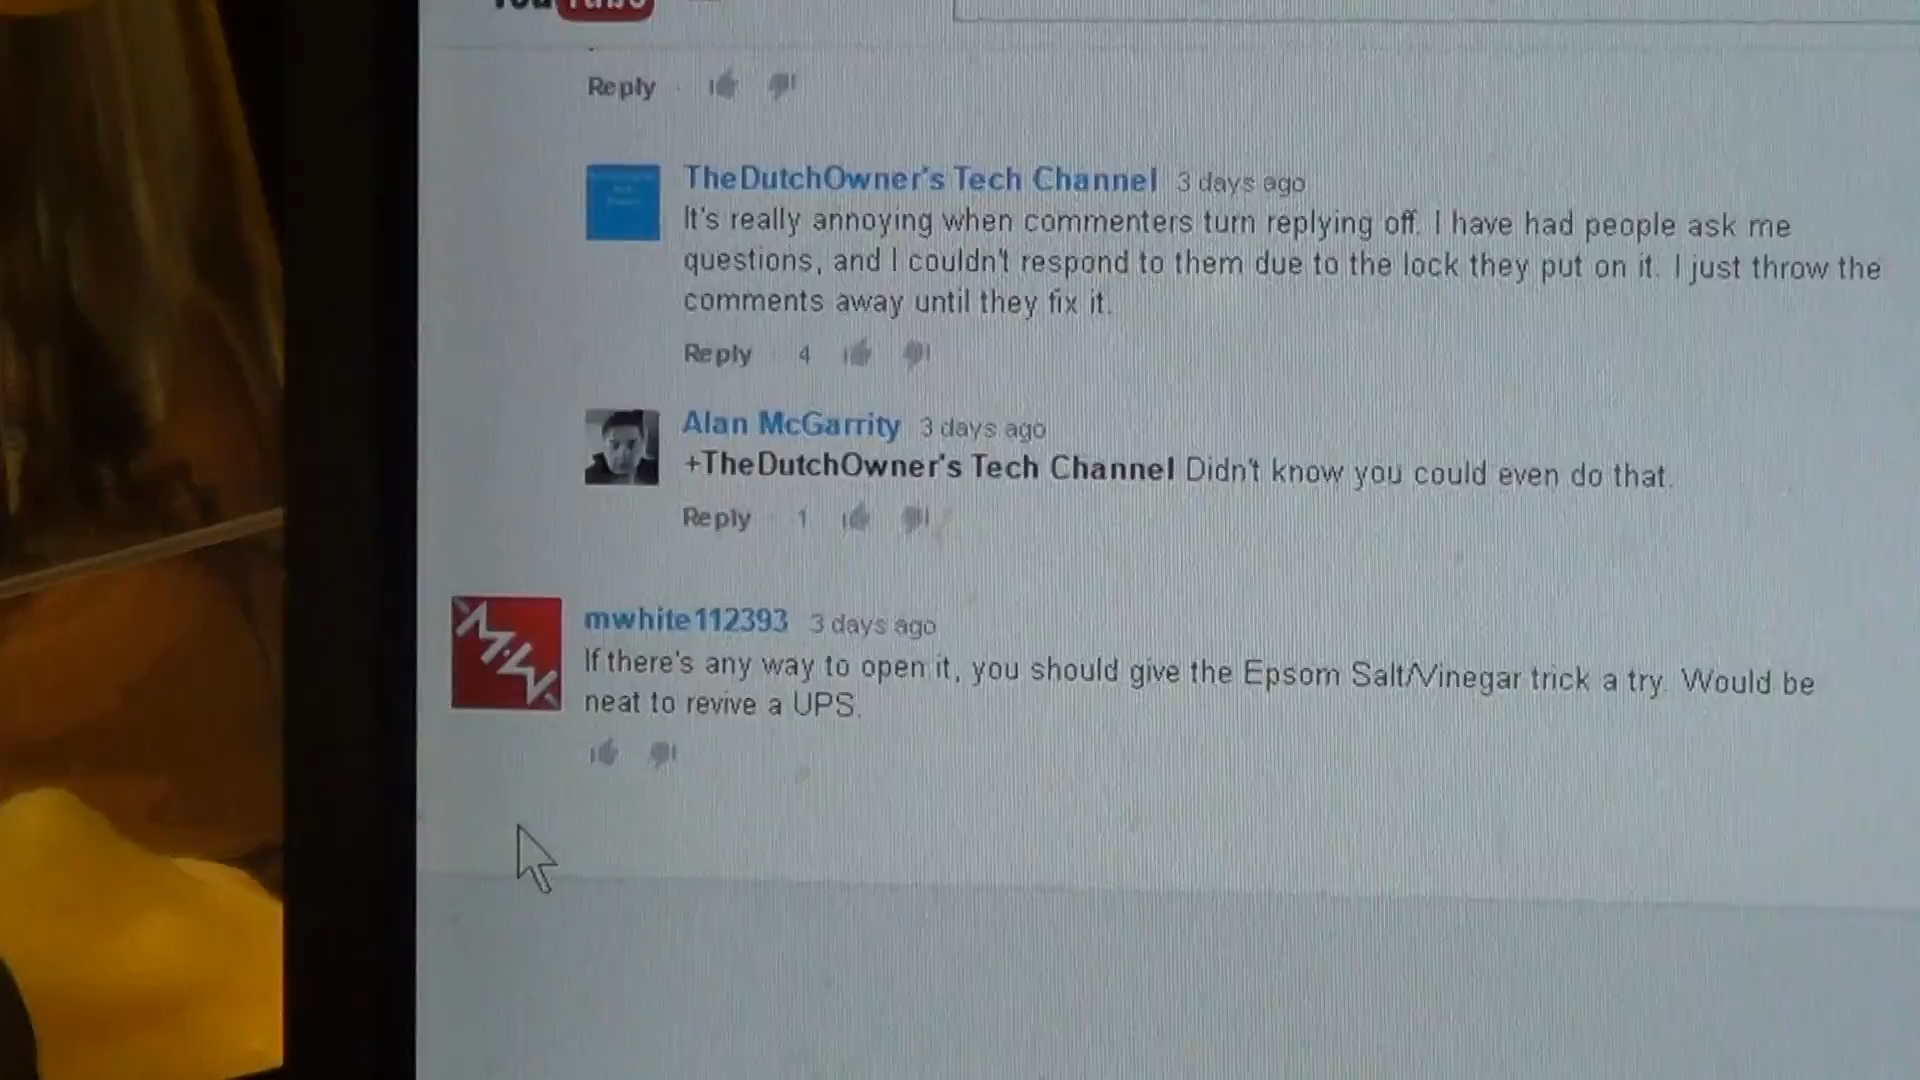 YouTube
Reply
TheDutchOwner's Tech Channel 3 days ago
It's really annoying when commenters turn replying off. I have had people ask me
questions, and I couldn't respond to them due to the lock they put on it. I just throw the
comments away until they fix it.
Reply 4
Alan McGarrity 3 days ago
+TheDutchOwner's Tech Channel Didn't know you could even do that.
Reply 1
M.W.
mwhite112393 3 days ago
If there's any way to open it, you should give the Epsom Salt/Vinegar trick a try. Would be
neat to revive a UPS.